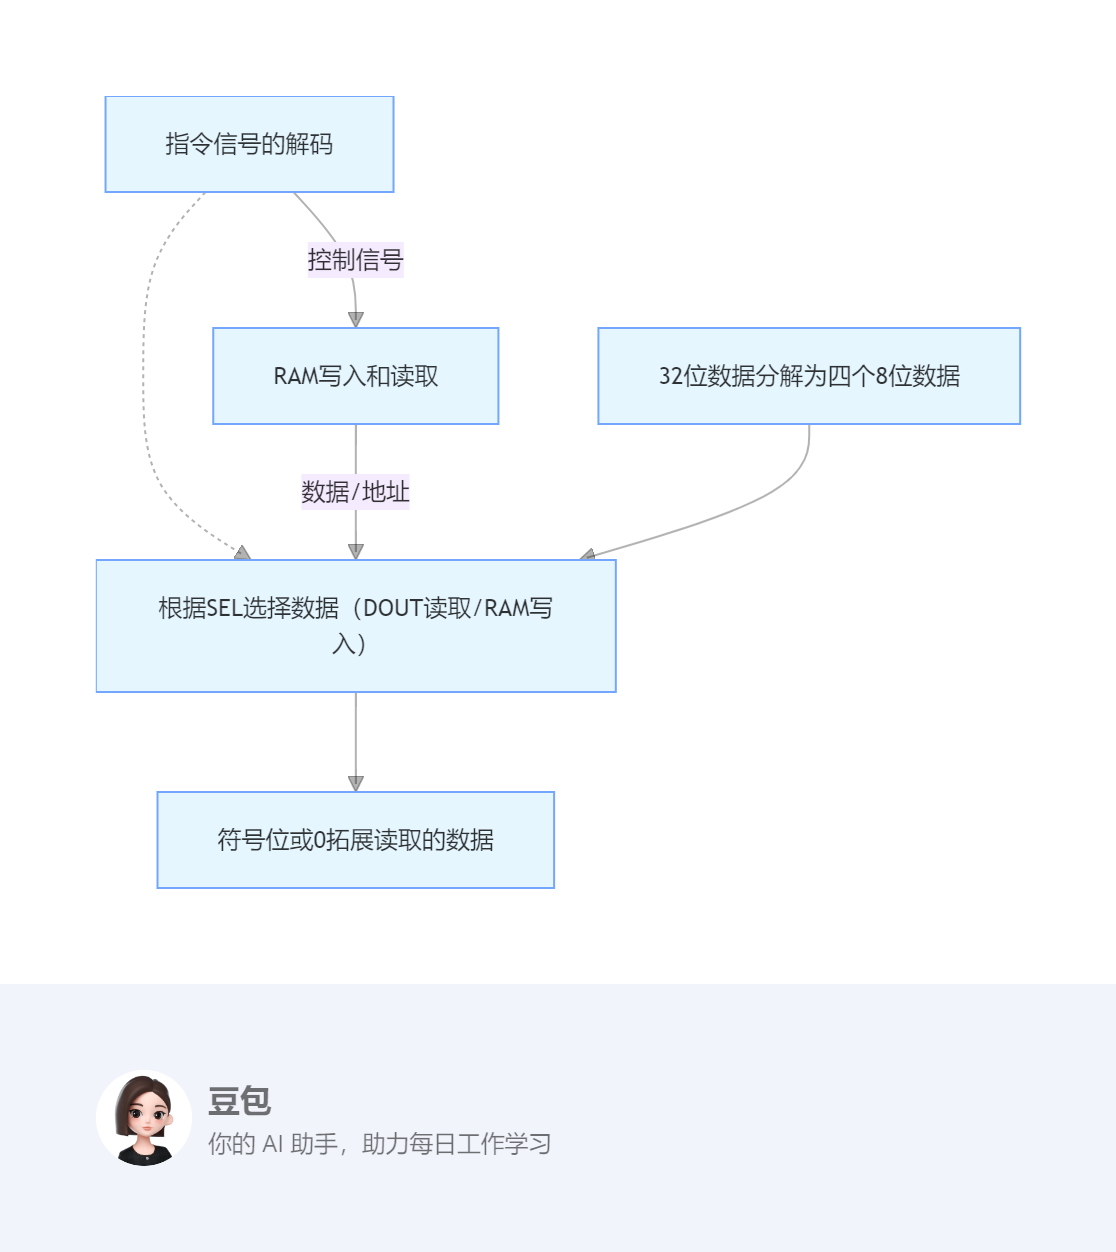 指令信号的解码
控制信号
RAM写入和读取
32位数据分解为四个8位数据
数据/地址
根据SEL选择数据（DOUT读取/RAM写
入）
符号位或0拓展读取的数据
豆包
你的 AI 助手，助力每日工作学习